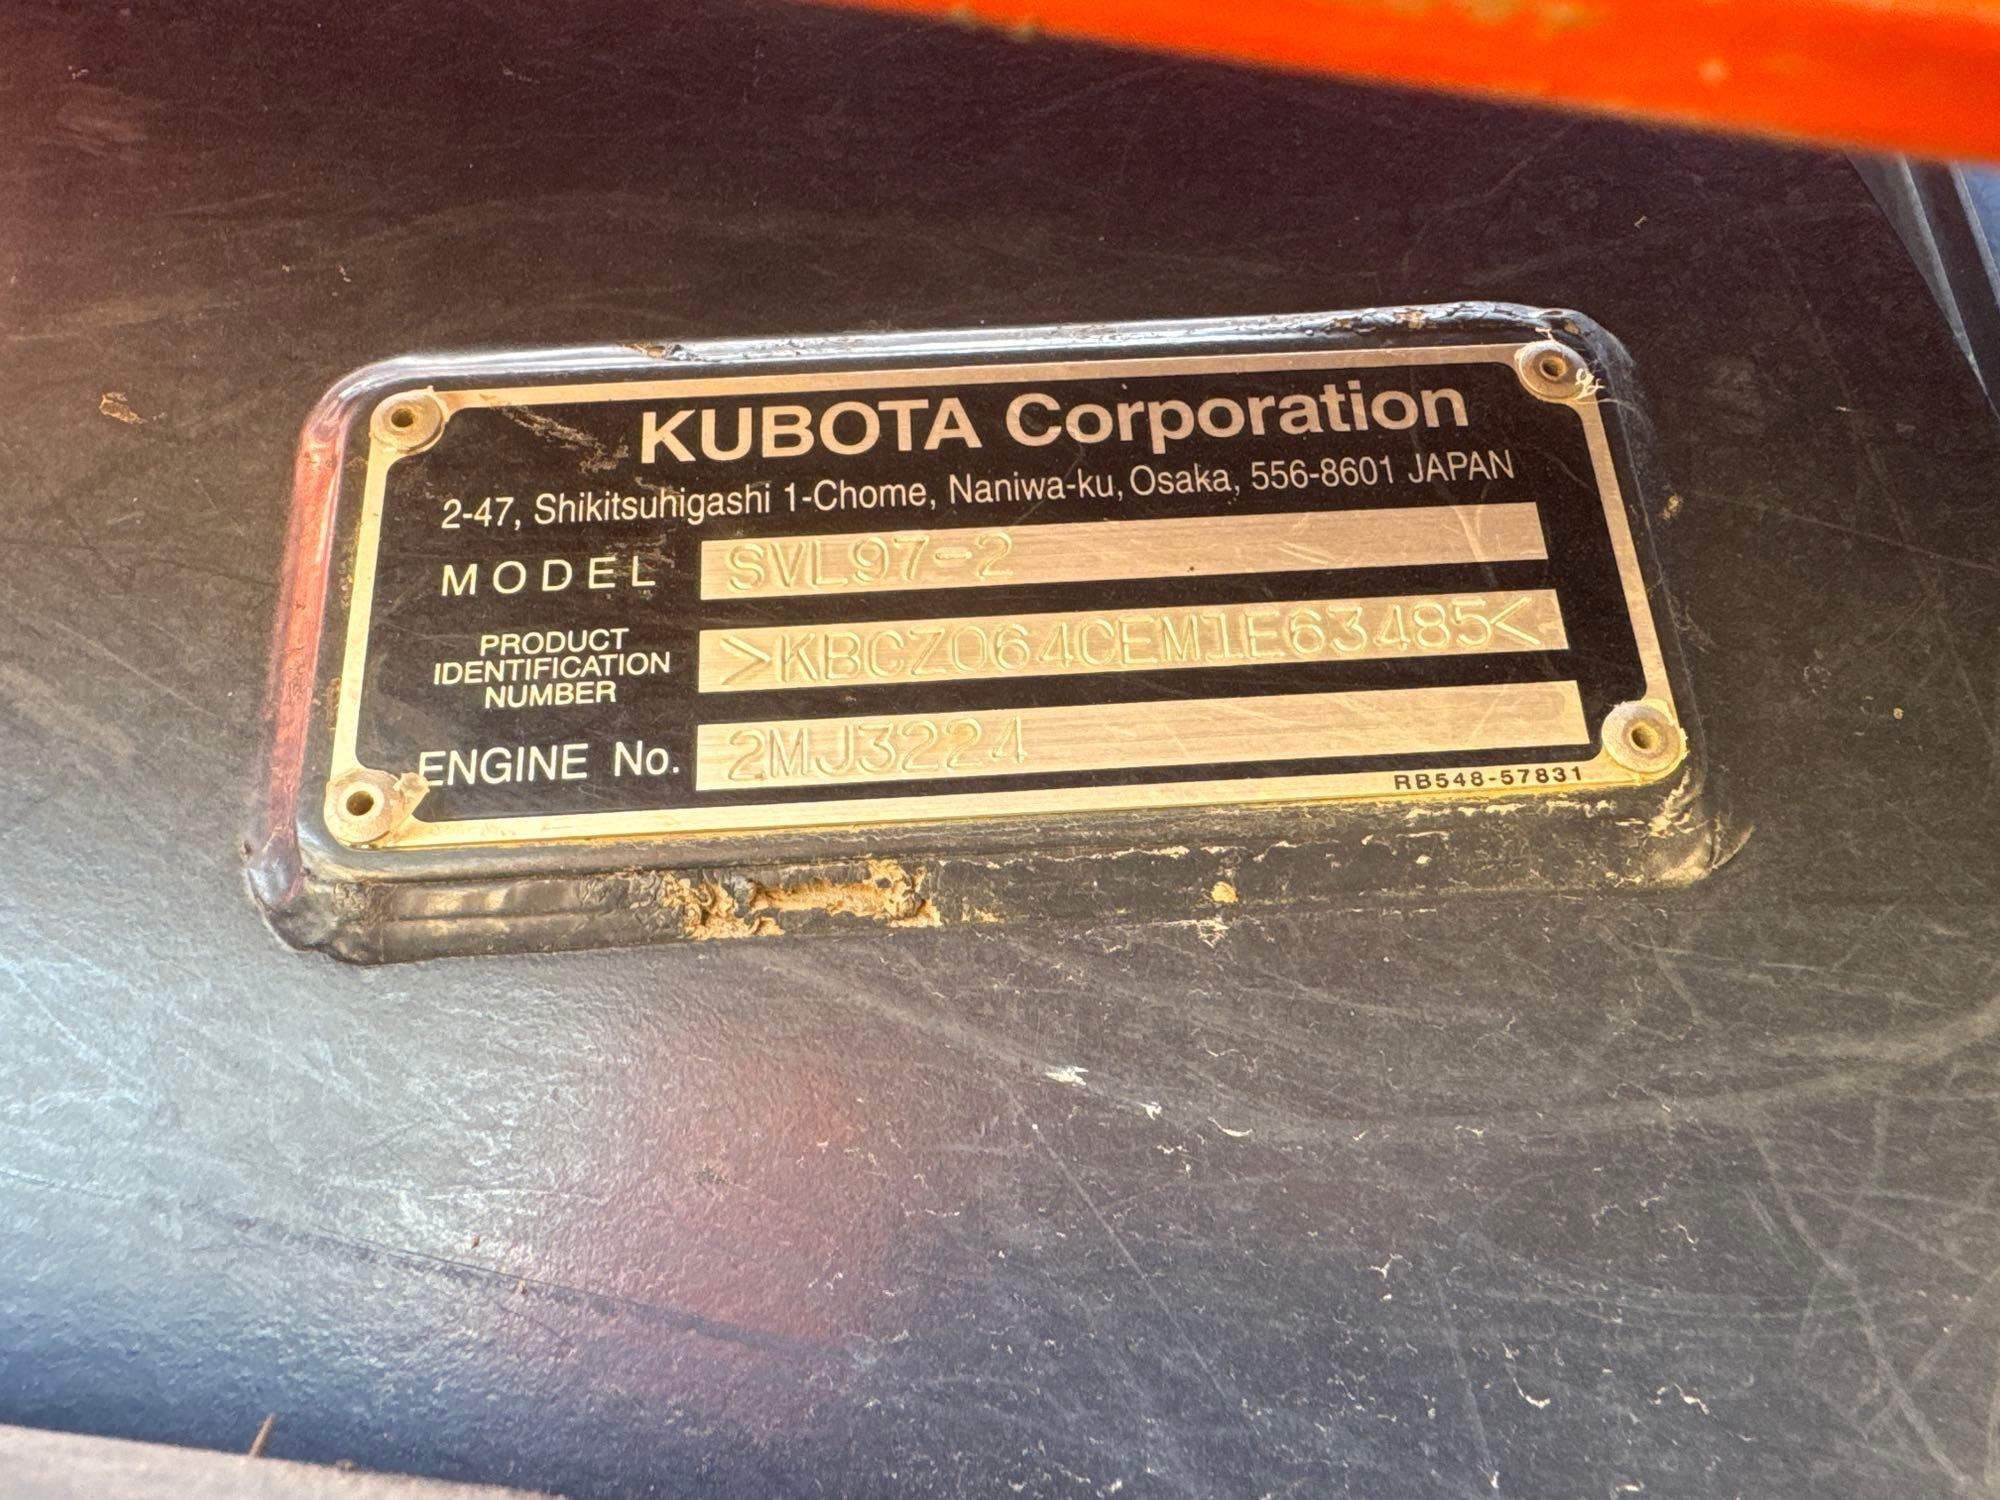 KUBOTA Corporation
2-47, Shikitsuhigashi 1-Chome, Naniwa-ku, Osaka, 556-8601 JAPAN
MODEL SVL97-2
PRODUCT
IDENTIFICATION
NUMBER
>KBCZ064CEM1E63485<
ENGINE No. 2MJ3224
RB548-57831